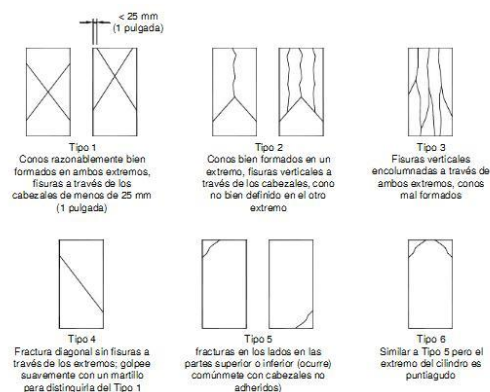 < 25 mm
(1 pulgada)
Tipo 1
Conos razonablemente bien
formados en ambos extremos,
fisuras a través de los
cabezales de menos de 25 mm
(1 pulgada)
Tipo 2
Conos bien formados en un
extremo, fisuras verticales a
través de los cabezales, cono
no bien definido en el otro
extremo
Tipo 3
Fisuras verticales
encolumnadas a través de
ambos extremos, conos
mal formados
Tipo 4
Fractura diagonal sin fisuras a
través de los extremos; golpee
suavemente con un martillo
para distinguirla del Tipo 1
Tipo 5
fracturas en los lados en las
partes superior o inferior (ocurre)
comúnmete con cabezales no
adheridos)
Tipo 6
Similar a Tipo 5 pero el
extremo del cilindro es
puntiagudo